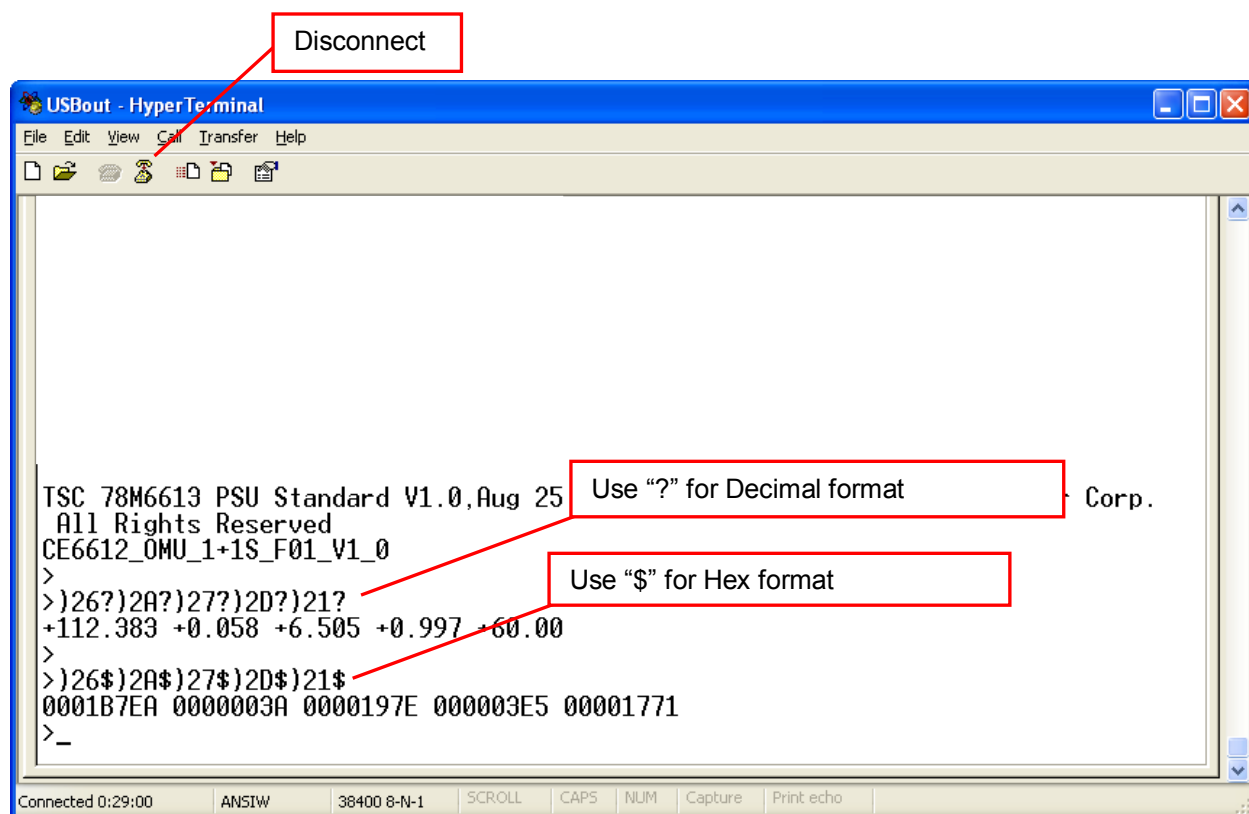 Disconnect
USBout - HyperTerminal
File Edit View Call Transfer Help
TSC 78M6613 PSU Standard V1.0,Aug 25 Corp.
All Rights Reserved
CE6612_OMU_1+1S_F01_V1_0
>
>)26?)2A?)27?)2D?)21?
+112.383 +0.058 +6.505 +0.997 +60.00
>
>)26$)2A$)27$)2D$)21$
0001B7EA 0000003A 0000197E 000003E5 00001771
>_
Use “?” for Decimal format
Use “$” for Hex format
Connected 0:29:00 ANSIW 38400 8-N-1 SCROLL CAPS NUM Capture Print echo